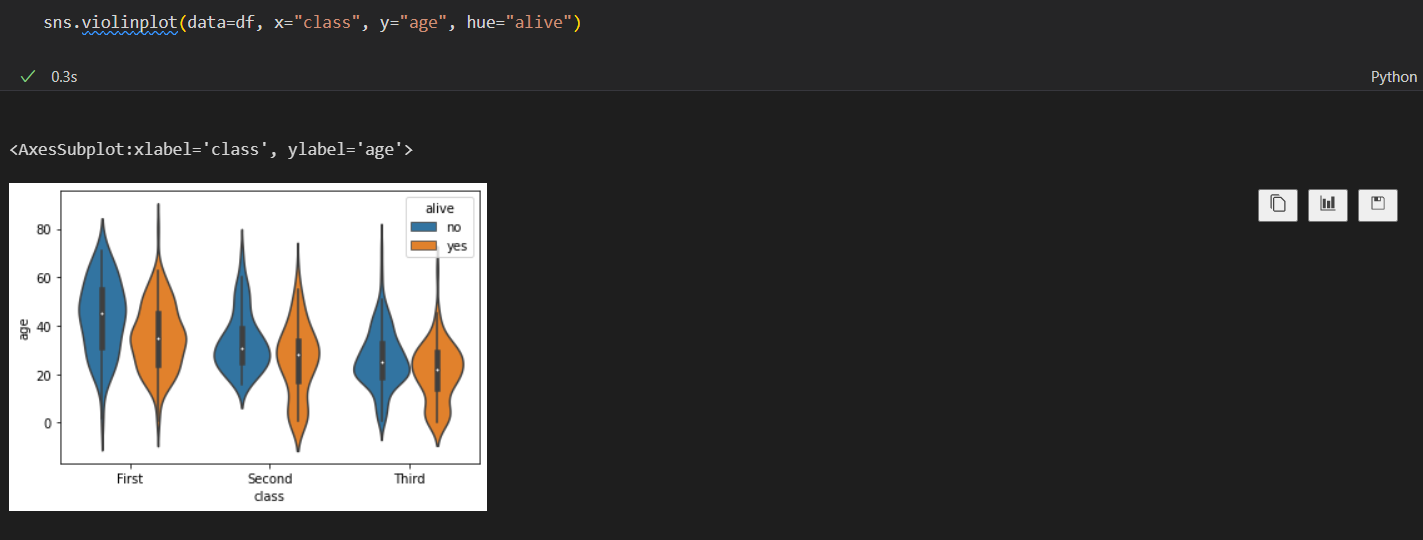 sns.violinplot(data=df, x="class", y="age", hue="alive")
0.3s
Python
<AxesSubplot:xlabel='class', ylabel='age'>
alive
no
yes
80
60
40
20
0
age
First
Second
Third
class